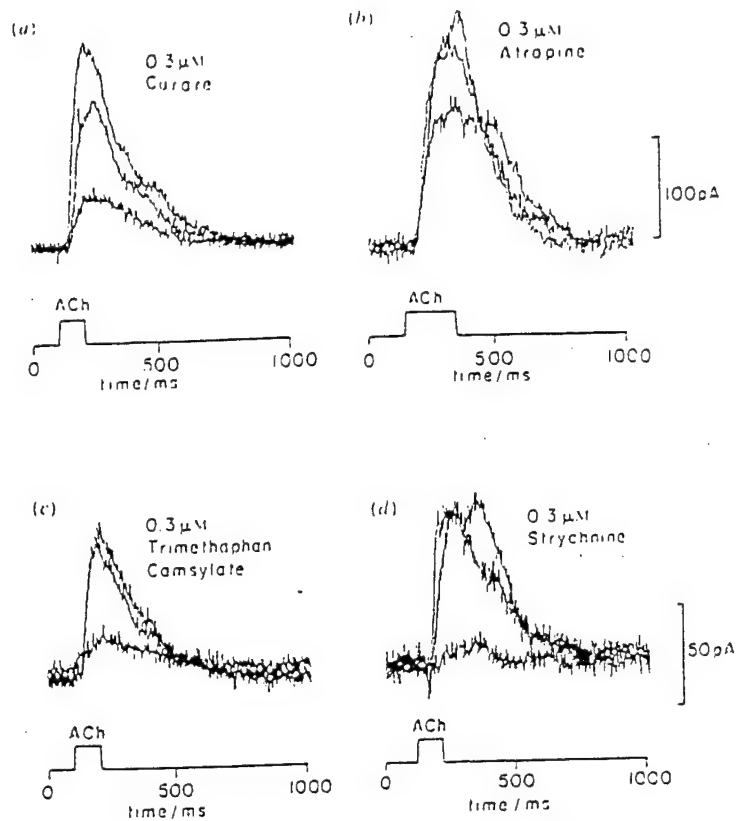 (a)
0.3 μM
Curare
ACh
0
500
1000
time/ms
(b)
0.3 μM
Atropine
100pA
ACh
0
500
1000
time/ms
(c)
0.3 μM
Trimethaphan
Camsylate
ACh
0
500
1000
time/ms
(d)
0.3 μM
Strychnine
50pA
ACh
0
500
1000
time/ms